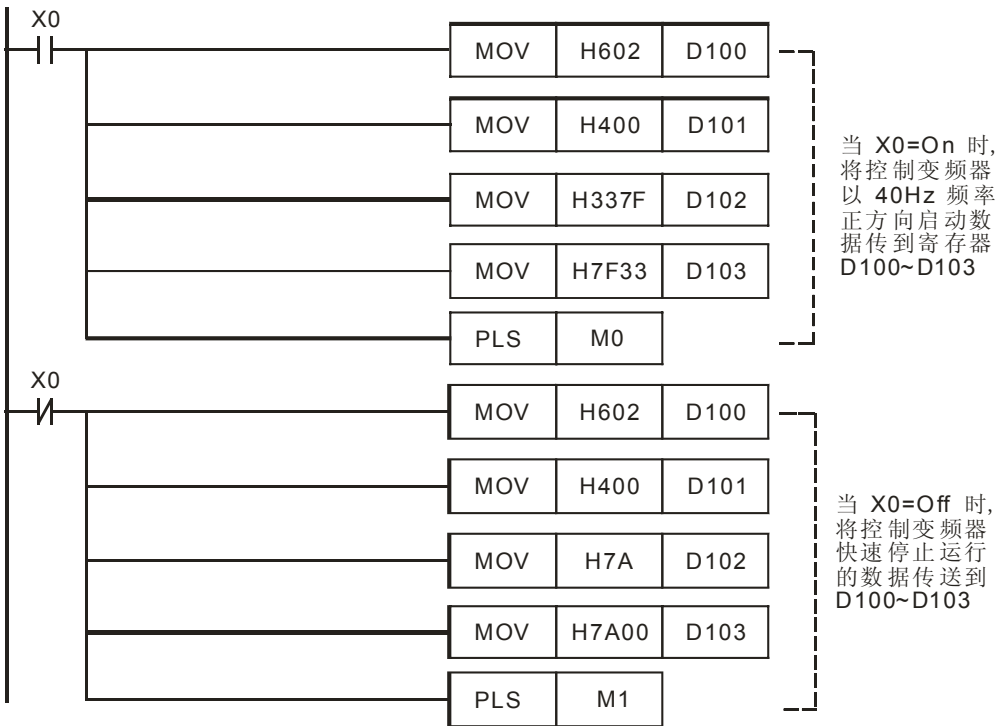 X0
MOV H602 D100
MOV H400 D101
MOV H337F D102
MOV H7F33 D103
PLS M0
当 X0=On 时,
将控制变频器
以 40Hz 频率
正方向启动数
据传到寄存器
D100~D103
X0
MOV H602 D100
MOV H400 D101
MOV H7A D102
MOV H7A00 D103
PLS M1
当 X0=Off 时,
将控制变频器
快速停止运行
的数据传送到
D100~D103